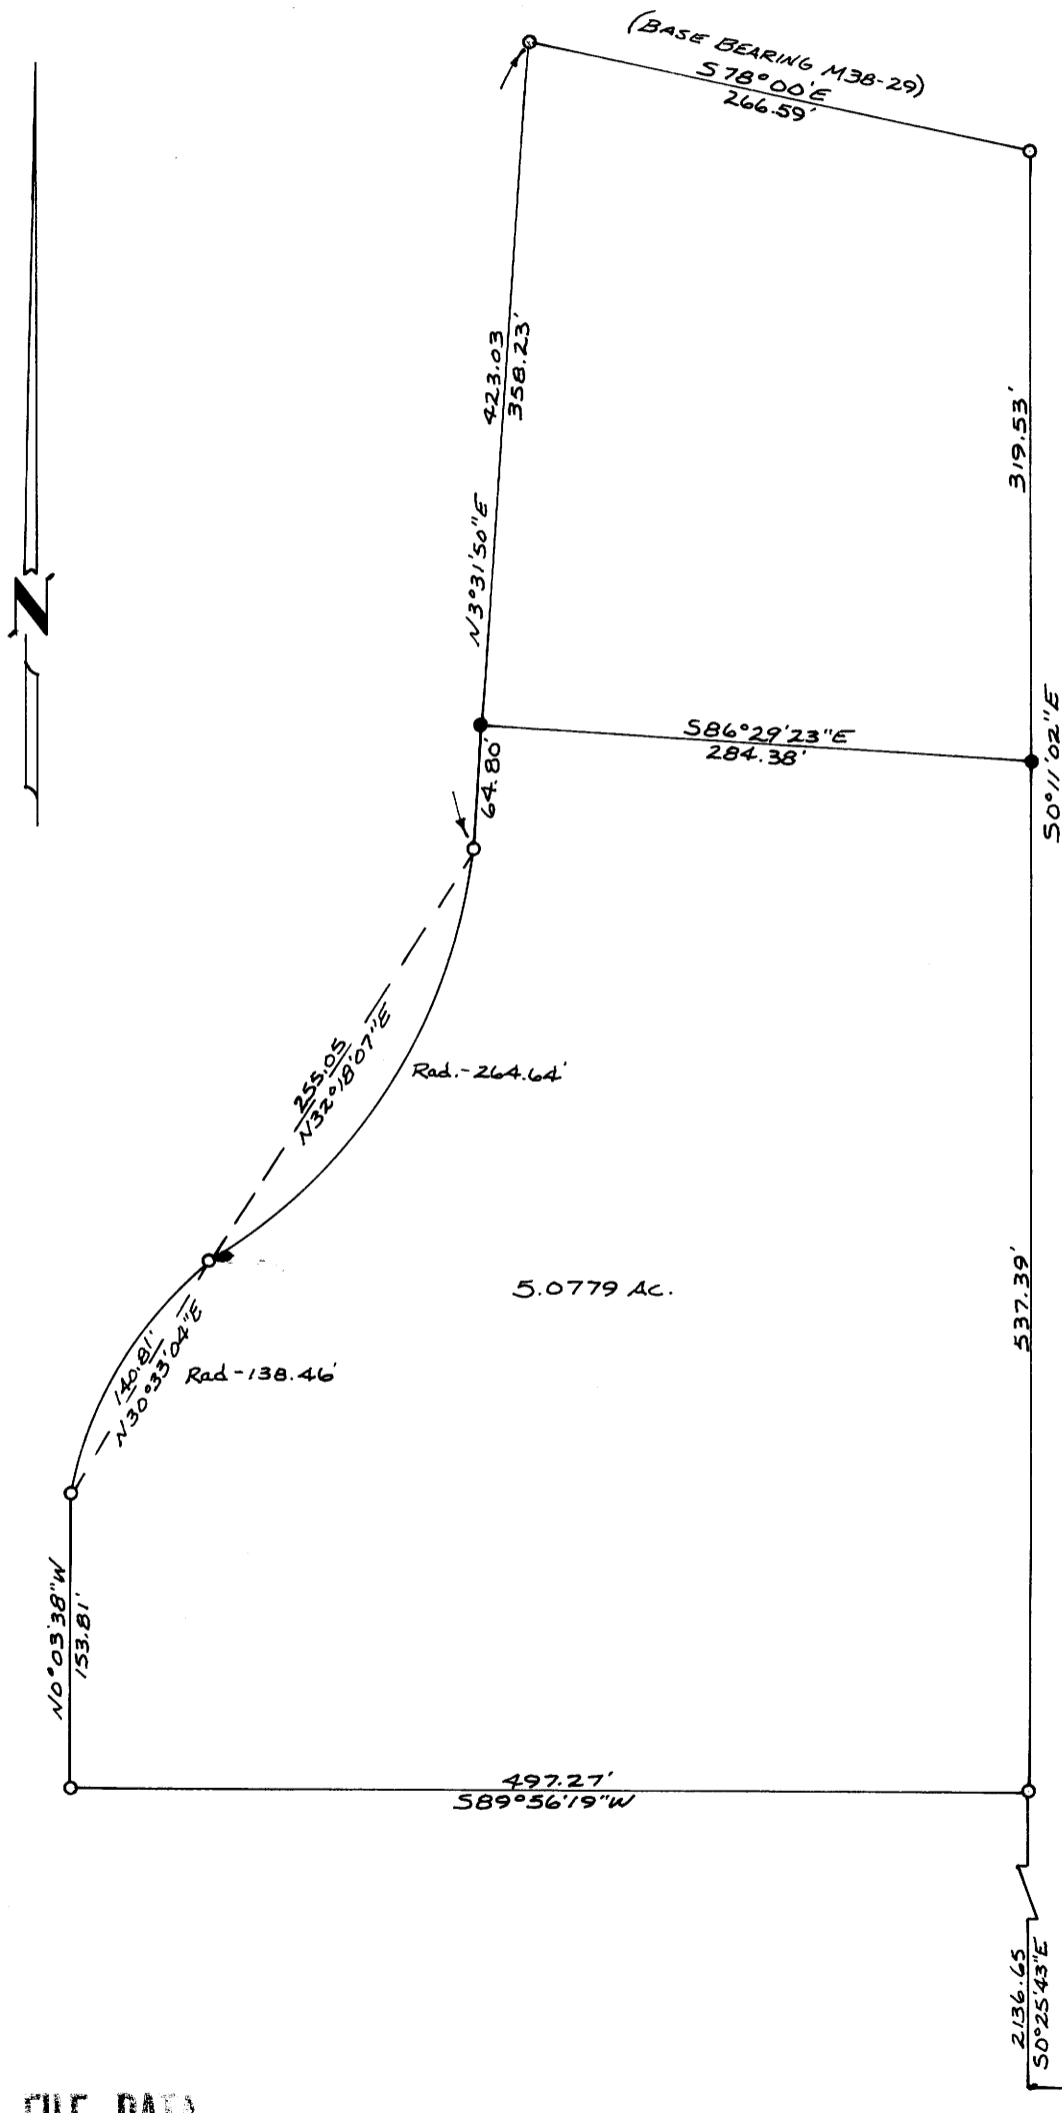 (BASE BEARING M38-29)
S78°00'E
266.59'
N
423.03
358.23'
319.53'
N3°31'50"E
S86°29'23"E
284.38'
S0°11'02"E
64.80'
255.05
N32°18'07"E
Rad.-264.64'
5.0779 AC.
537.39'
140.81'
N30°33'04"E
Rad-138.46'
N0°03'38"W
153.81'
497.27'
S89°56'19"W
2136.65
S0°25'43"E
FILE DATA